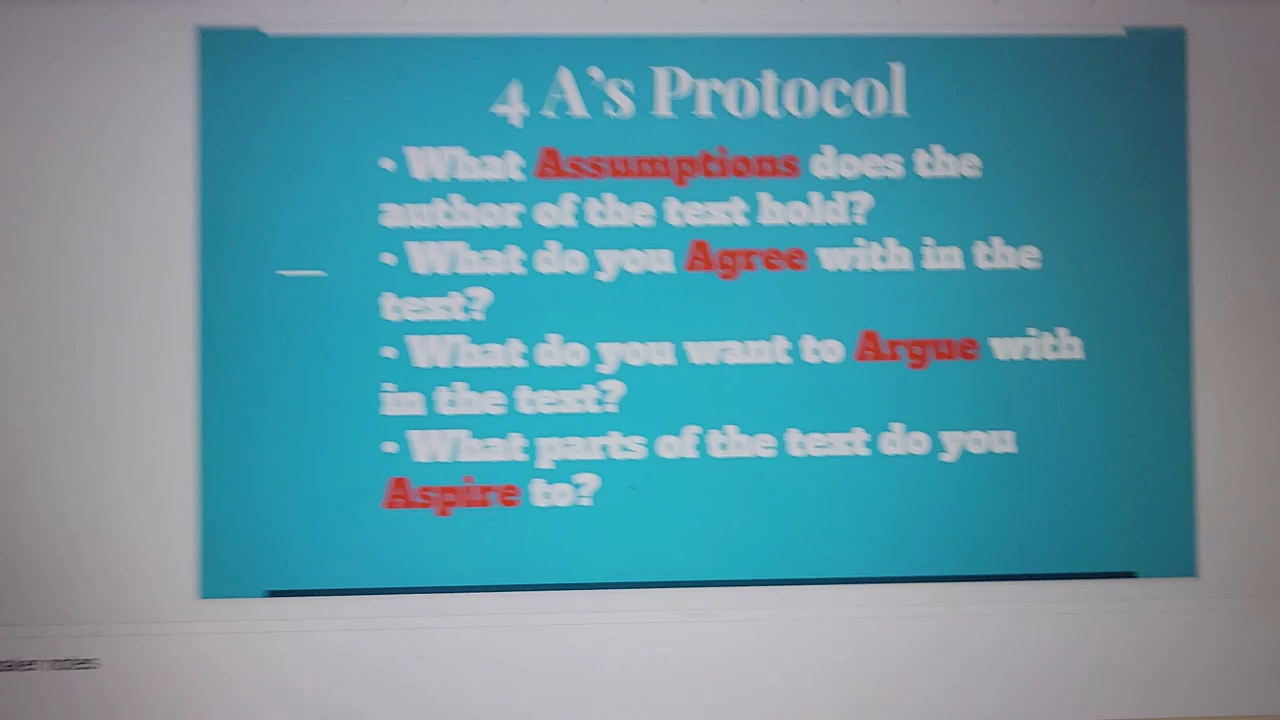 4 A's Protocol
• What Assumptions does the
author of the text hold?
• What do you Agree with in the
text?
• What do you want to Argue with
in the text?
• What parts of the text do you
Aspire to?
notes